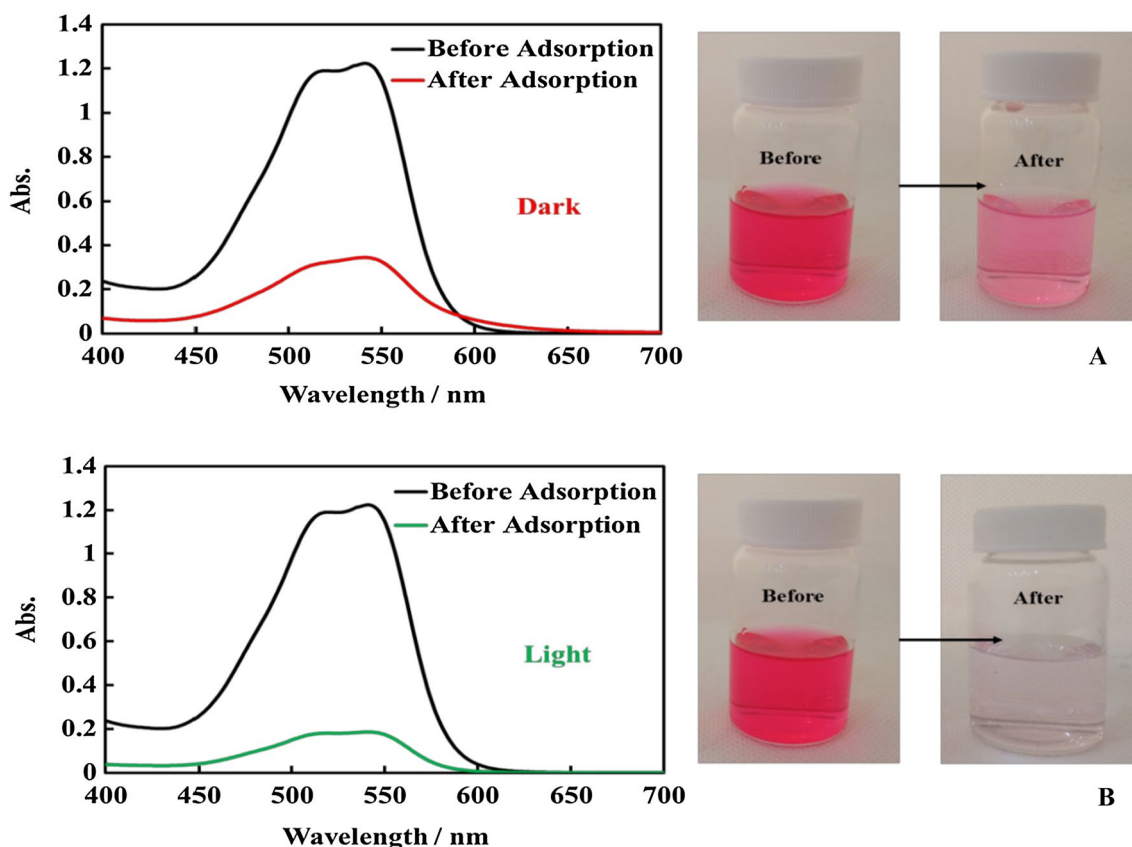 1.4
1.2
1
0.8
0.6
0.4
0.2
0
Abs.
Before Adsorption
After Adsorption
Dark
400 450 500 550 600 650 700
Wavelength / nm
Before
After
A
1.4
1.2
1
0.8
0.6
0.4
0.2
0
Abs.
Before Adsorption
After Adsorption
Light
400 450 500 550 600 650 700
Wavelength / nm
Before
After
B